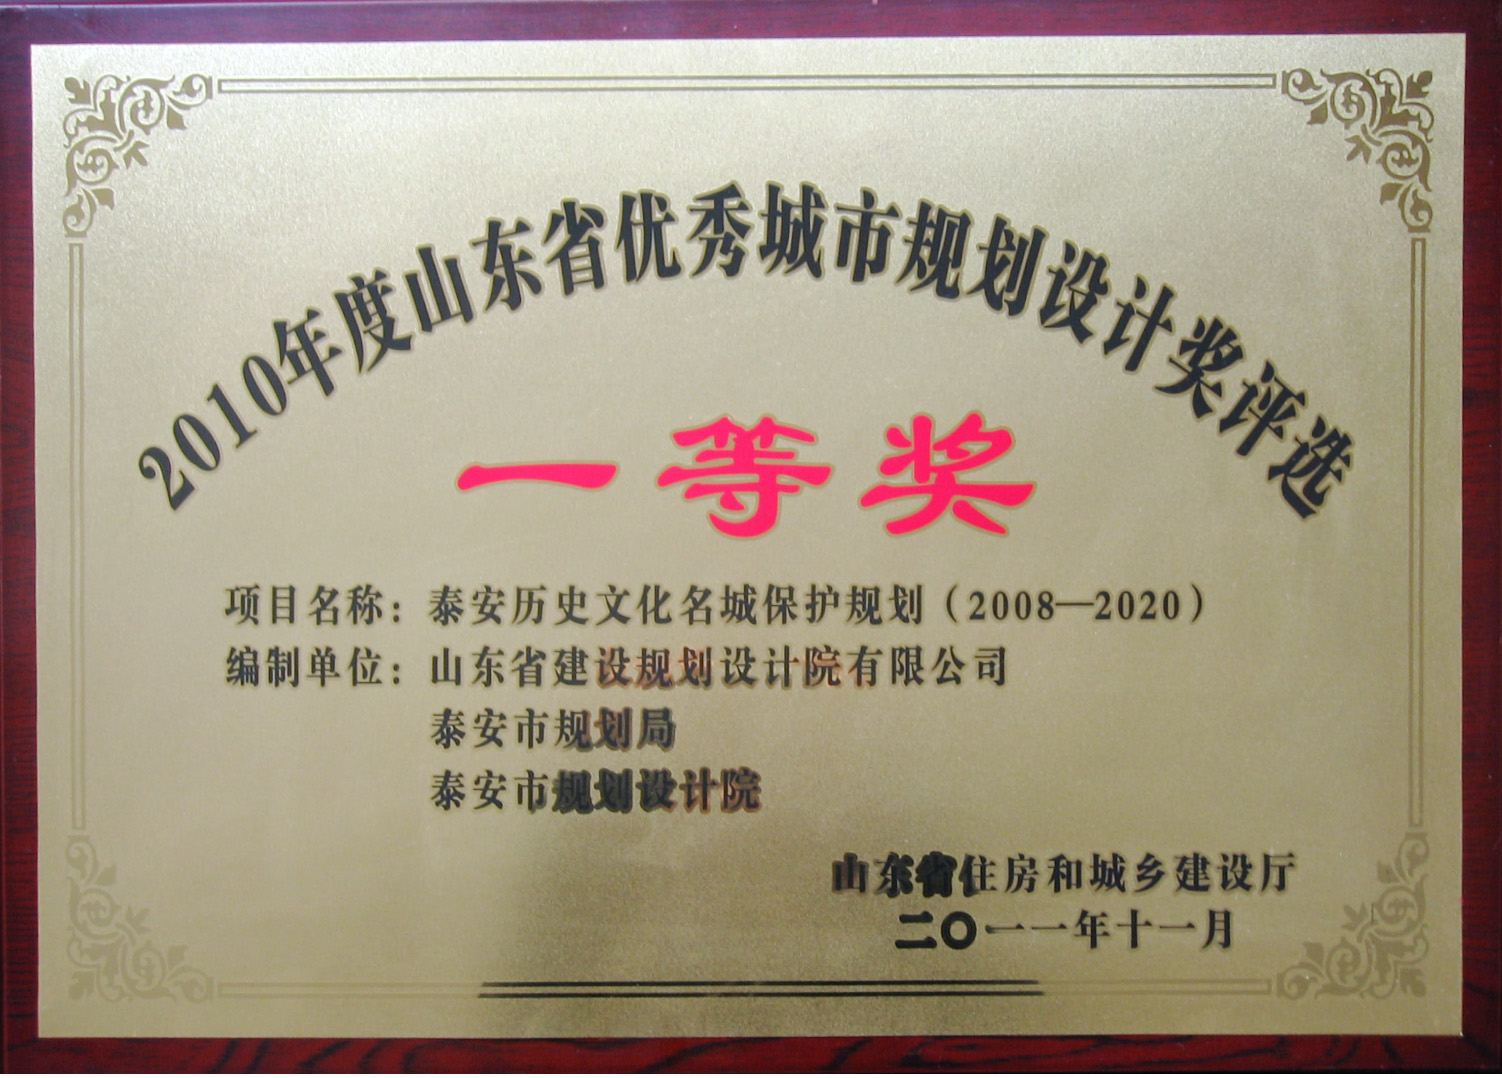 2010年度山东省优秀城市规划设计奖评选
一等奖
项目名称：泰安历史文化名城保护规划（2008—2020）
编制单位：山东省建设规划设计院有限公司
泰安市规划局
泰安市规划设计院
山东省住房和城乡建设厅
二〇一一年十一月